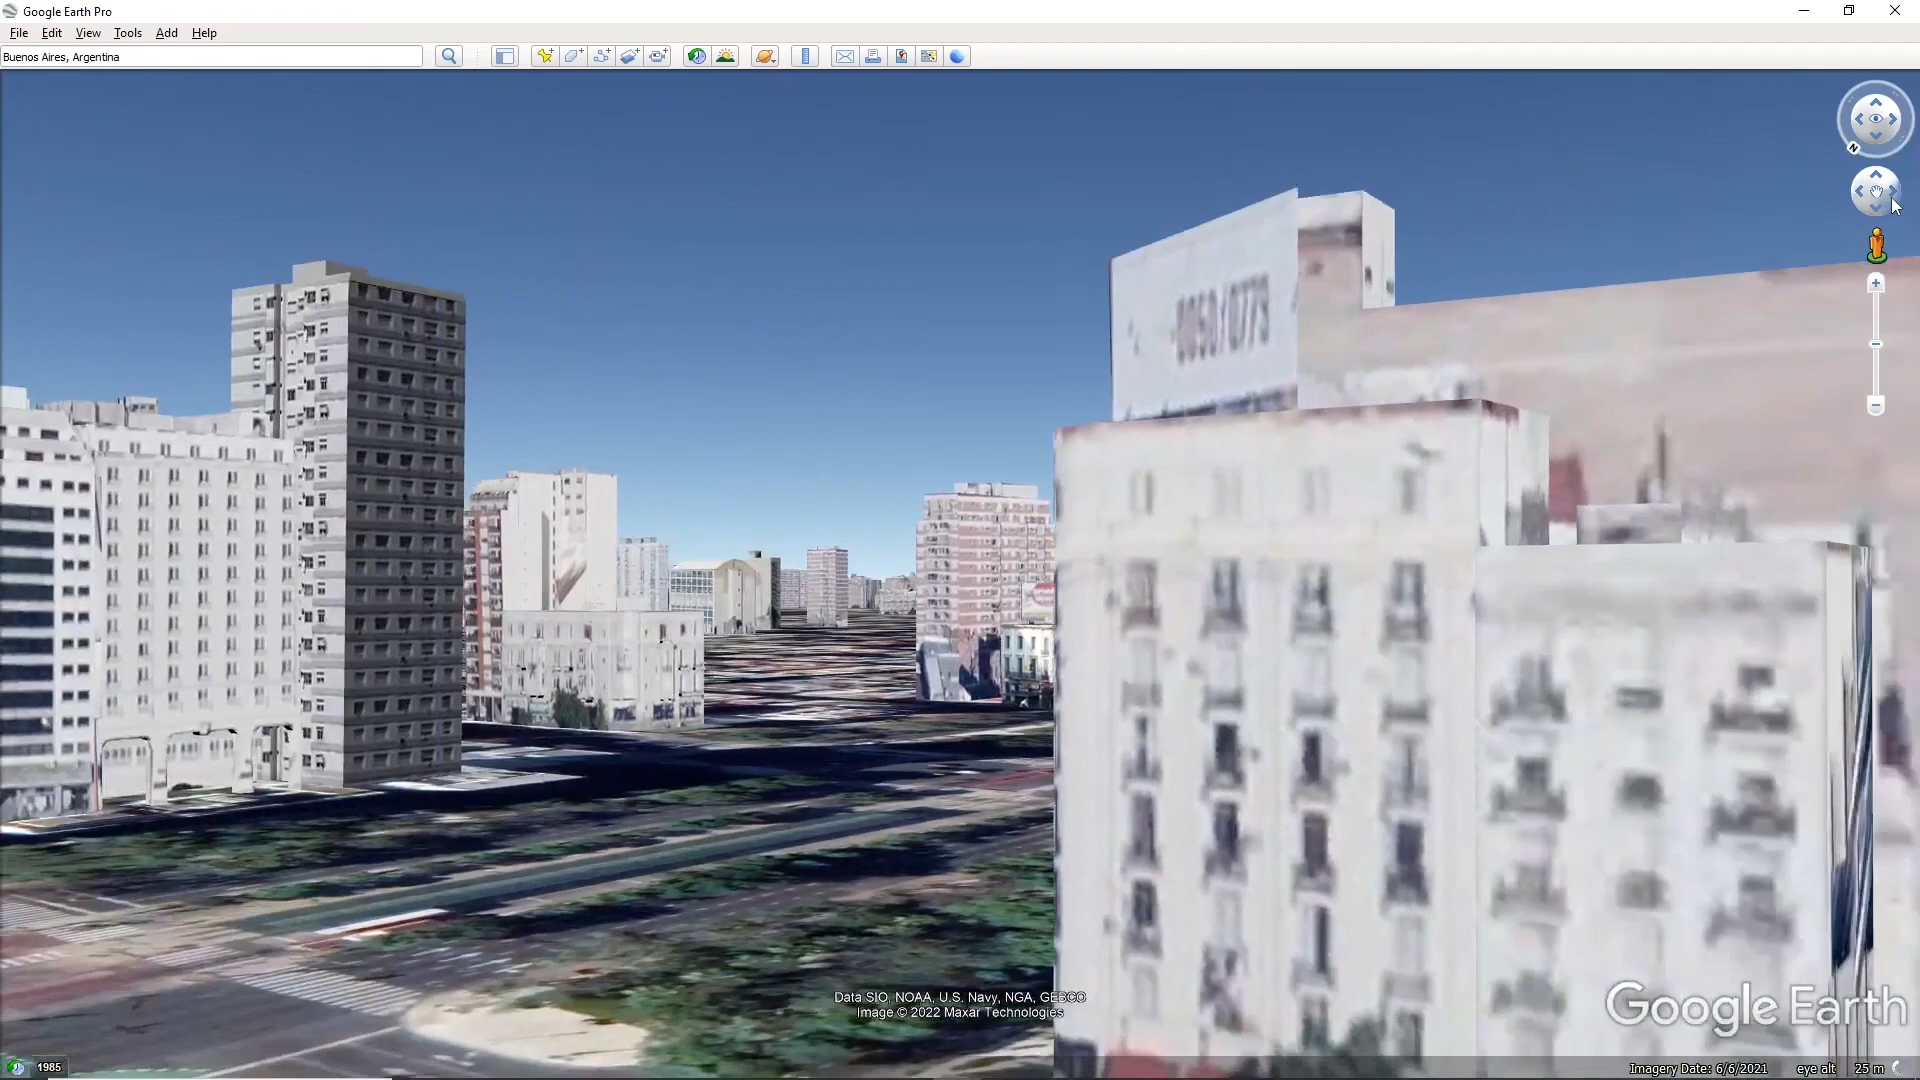 Google Earth Pro
File Edit View Tools Add Help
Buenos Aires, Argentina
N
Data SIO, NOAA, U.S. Navy, NGA, GEBCO
Image © 2022 Maxar Technologies
Google Earth
1985
Imagery Date: 6/6/2021 eye alt 25 m